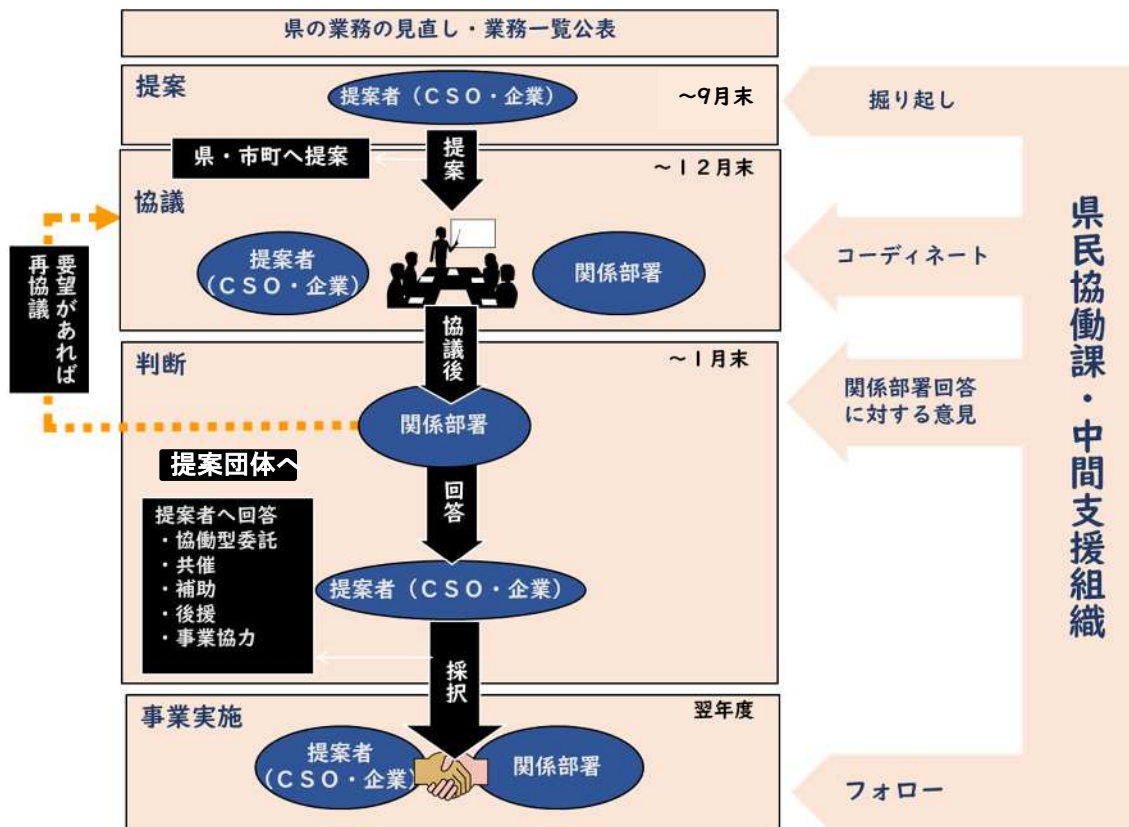 県の業務の見直し・業務一覧公表
提案
提案者（ＣＳＯ・企業）
～9月末
掘り起し
県・市町へ提案
提案
～１２月末
協議
提案者
（ＣＳＯ・企業）
関係部署
コーディネート
要望があれば
再協議
協議後
判断
～１月末
関係部署
関係部署回答
に対する意見
提案団体へ
回答
提案者へ回答
・協働型委託
・共催
・補助
・後援
・事業協力
提案者（ＣＳＯ・企業）
採択
事業実施
翌年度
提案者
（ＣＳＯ・企業）
関係部署
フォロー
県民協働課・中間支援組織